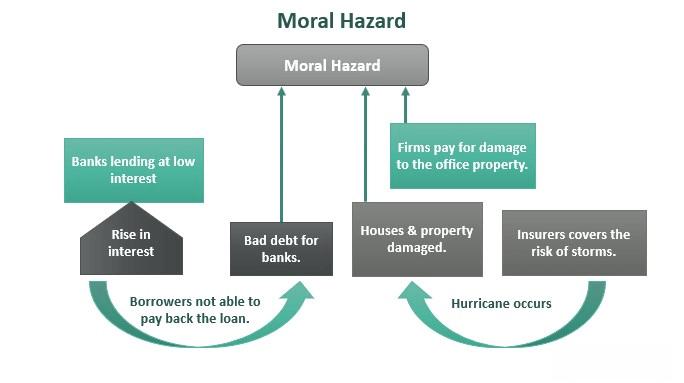 Moral Hazard
Moral Hazard
Firms pay for damage
to the office property.
Banks lending at low
interest
Rise in
interest
Bad debt for
banks.
Houses & property
damaged.
Insurers covers the
risk of storms.
Borrowers not able to
pay back the loan.
Hurricane occurs